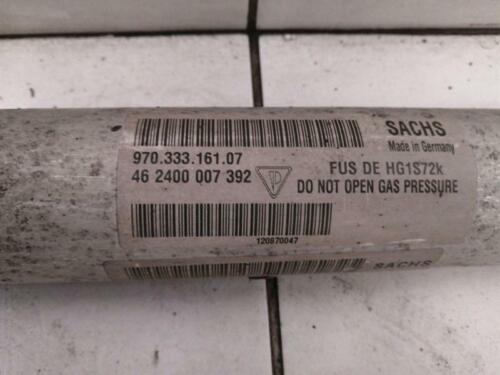 SACHS
Made in Germany
970.333.161.07
FUS DE HG1S72k
46 2400 007 392
DO NOT OPEN GAS PRESSURE
120870047
SACHS